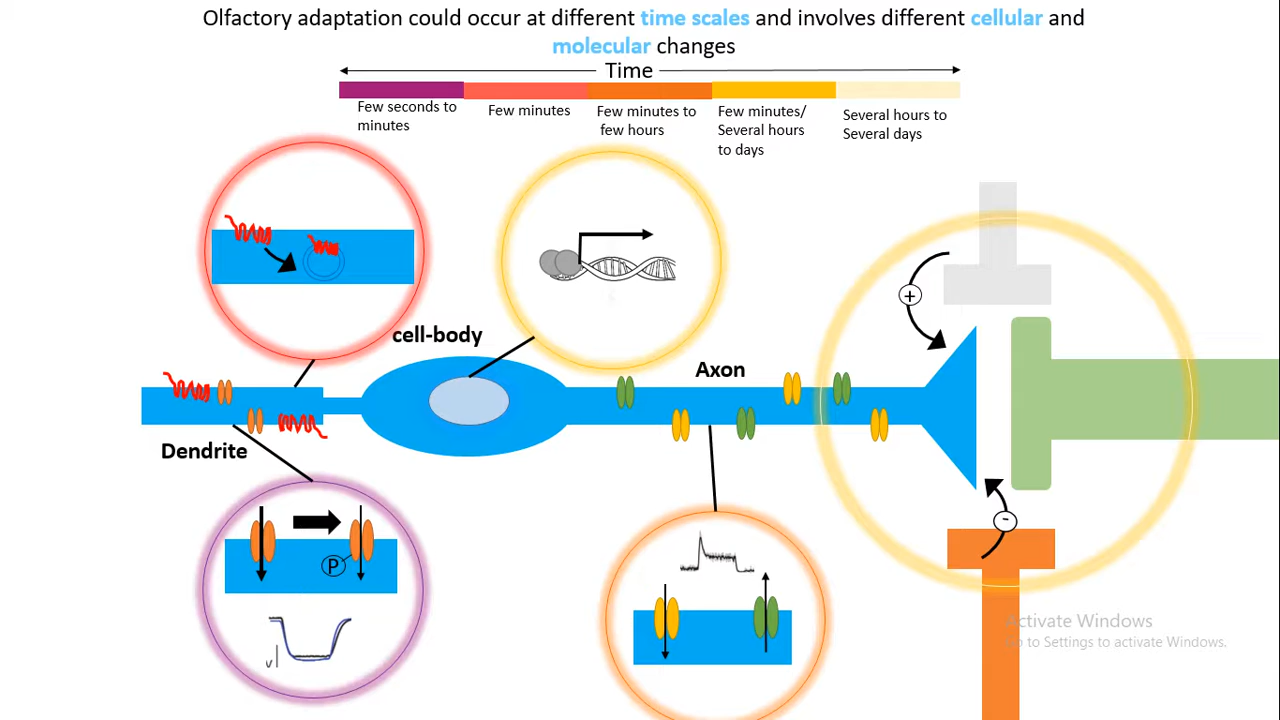 Olfactory adaptation could occur at different time scales and involves different cellular and
molecular changes
Time
Few seconds to
minutes
Few minutes
Few minutes to
few hours
Few minutes/
Several hours
to days
Several hours to
Several days
cell-body
Axon
Dendrite
+
-
P
v
Activate Windows
Go to Settings to activate Windows.